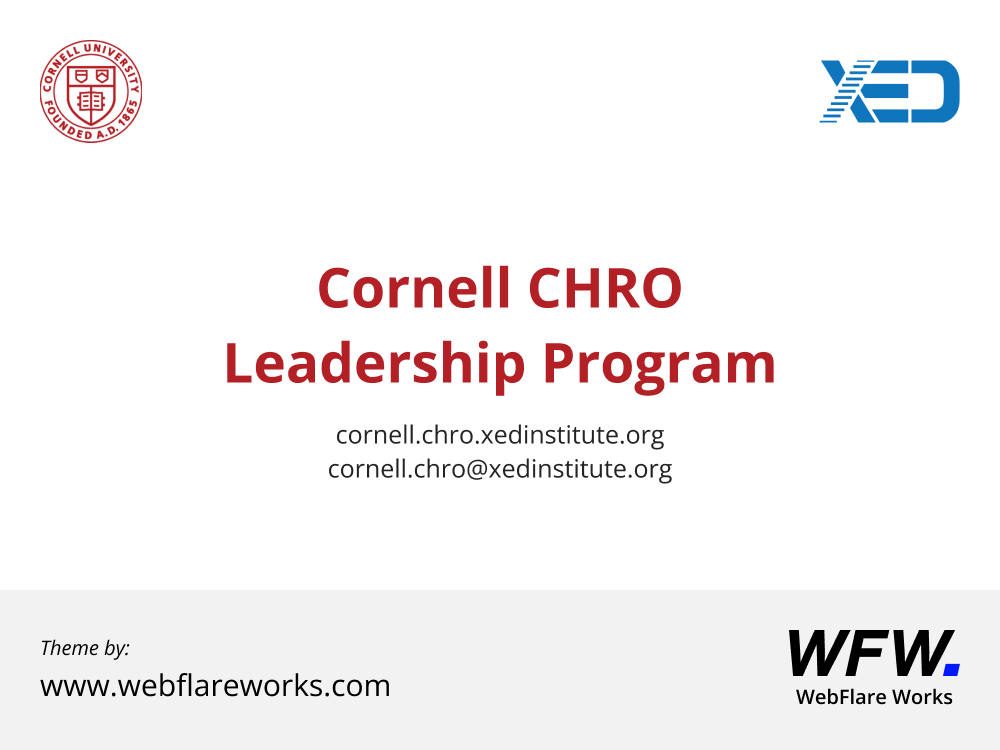 CORNELL UNIVERSITY
FOUNDED A.D. 1865
XED
Cornell CHRO
Leadership Program
cornell.chro.xedinstitute.org
cornell.chro@xedinstitute.org
Theme by:
www.webflareworks.com
WFW.
WebFlare Works